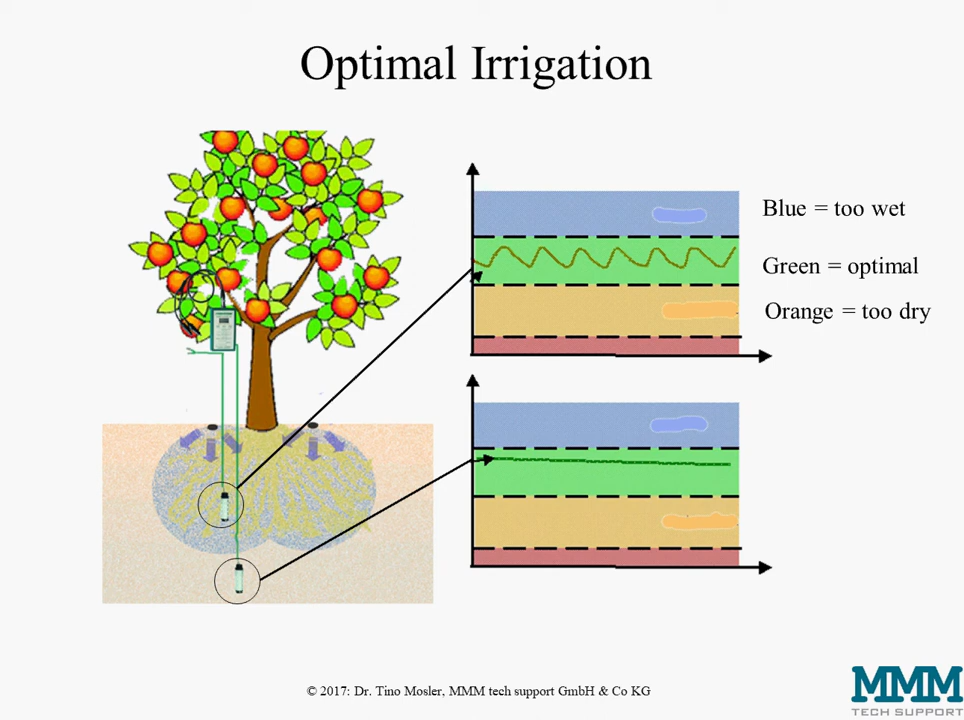 Optimal Irrigation
Blue = too wet
Green = optimal
Orange = too dry
© 2017: Dr. Tino Mosler, MMM tech support GmbH & Co KG
MMM
TECH SUPPORT